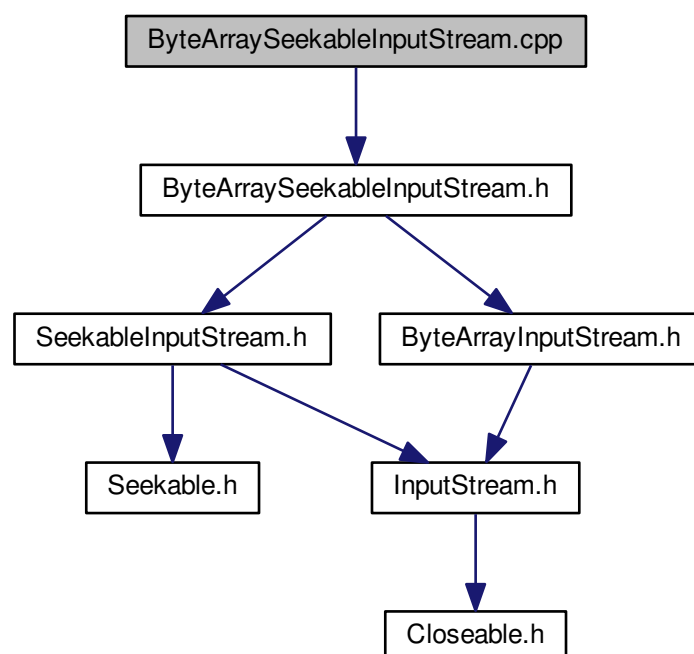 ByteArraySeekableInputStream.cpp
ByteArraySeekableInputStream.h
SeekableInputStream.h
ByteArrayInputStream.h
Seekable.h
InputStream.h
Closeable.h